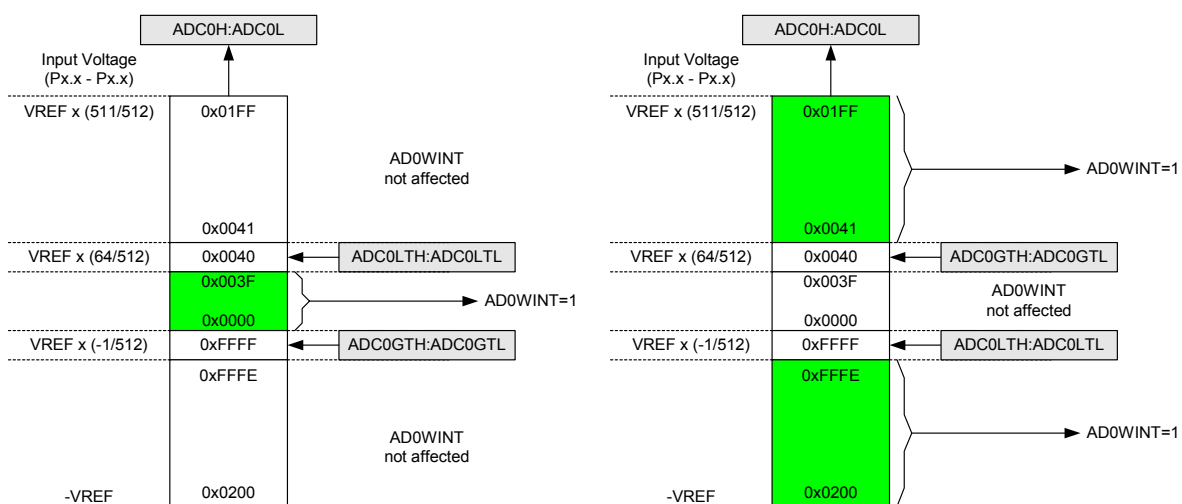 ADC0H:ADC0L
Input Voltage
(Px.x - Px.x)
VREF x (511/512)
0x01FF
AD0WINT
not affected
0x0041
VREF x (64/512)
0x0040
ADC0LTH:ADC0LTL
0x003F
AD0WINT=1
0x0000
VREF x (-1/512)
0xFFFF
ADC0GTH:ADC0GTL
0xFFFE
AD0WINT
not affected
-VREF
0x0200
ADC0H:ADC0L
Input Voltage
(Px.x - Px.x)
VREF x (511/512)
0x01FF
AD0WINT=1
0x0041
VREF x (64/512)
0x0040
ADC0GTH:ADC0GTL
0x003F
AD0WINT
not affected
0x0000
VREF x (-1/512)
0xFFFF
ADC0LTH:ADC0LTL
0xFFFE
AD0WINT=1
-VREF
0x0200